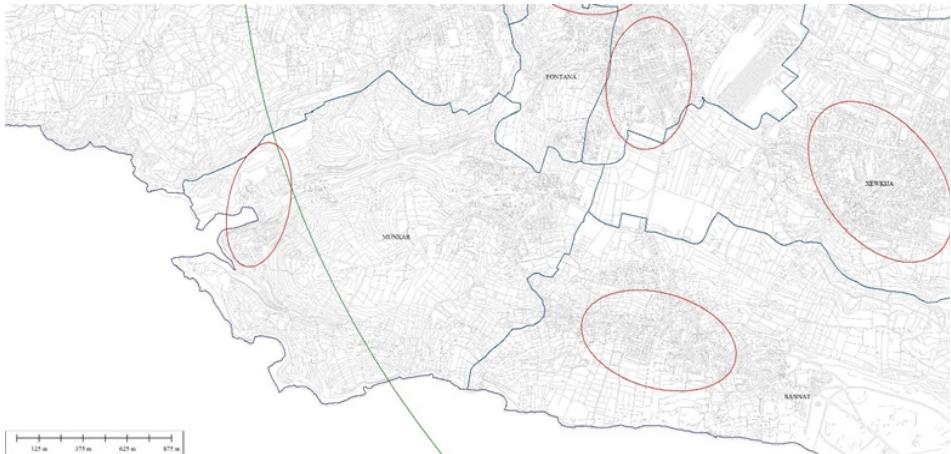 FONTANA
XEWKIJA
MUNXAR
SANNAT
125 m 375 m 625 m 875 m